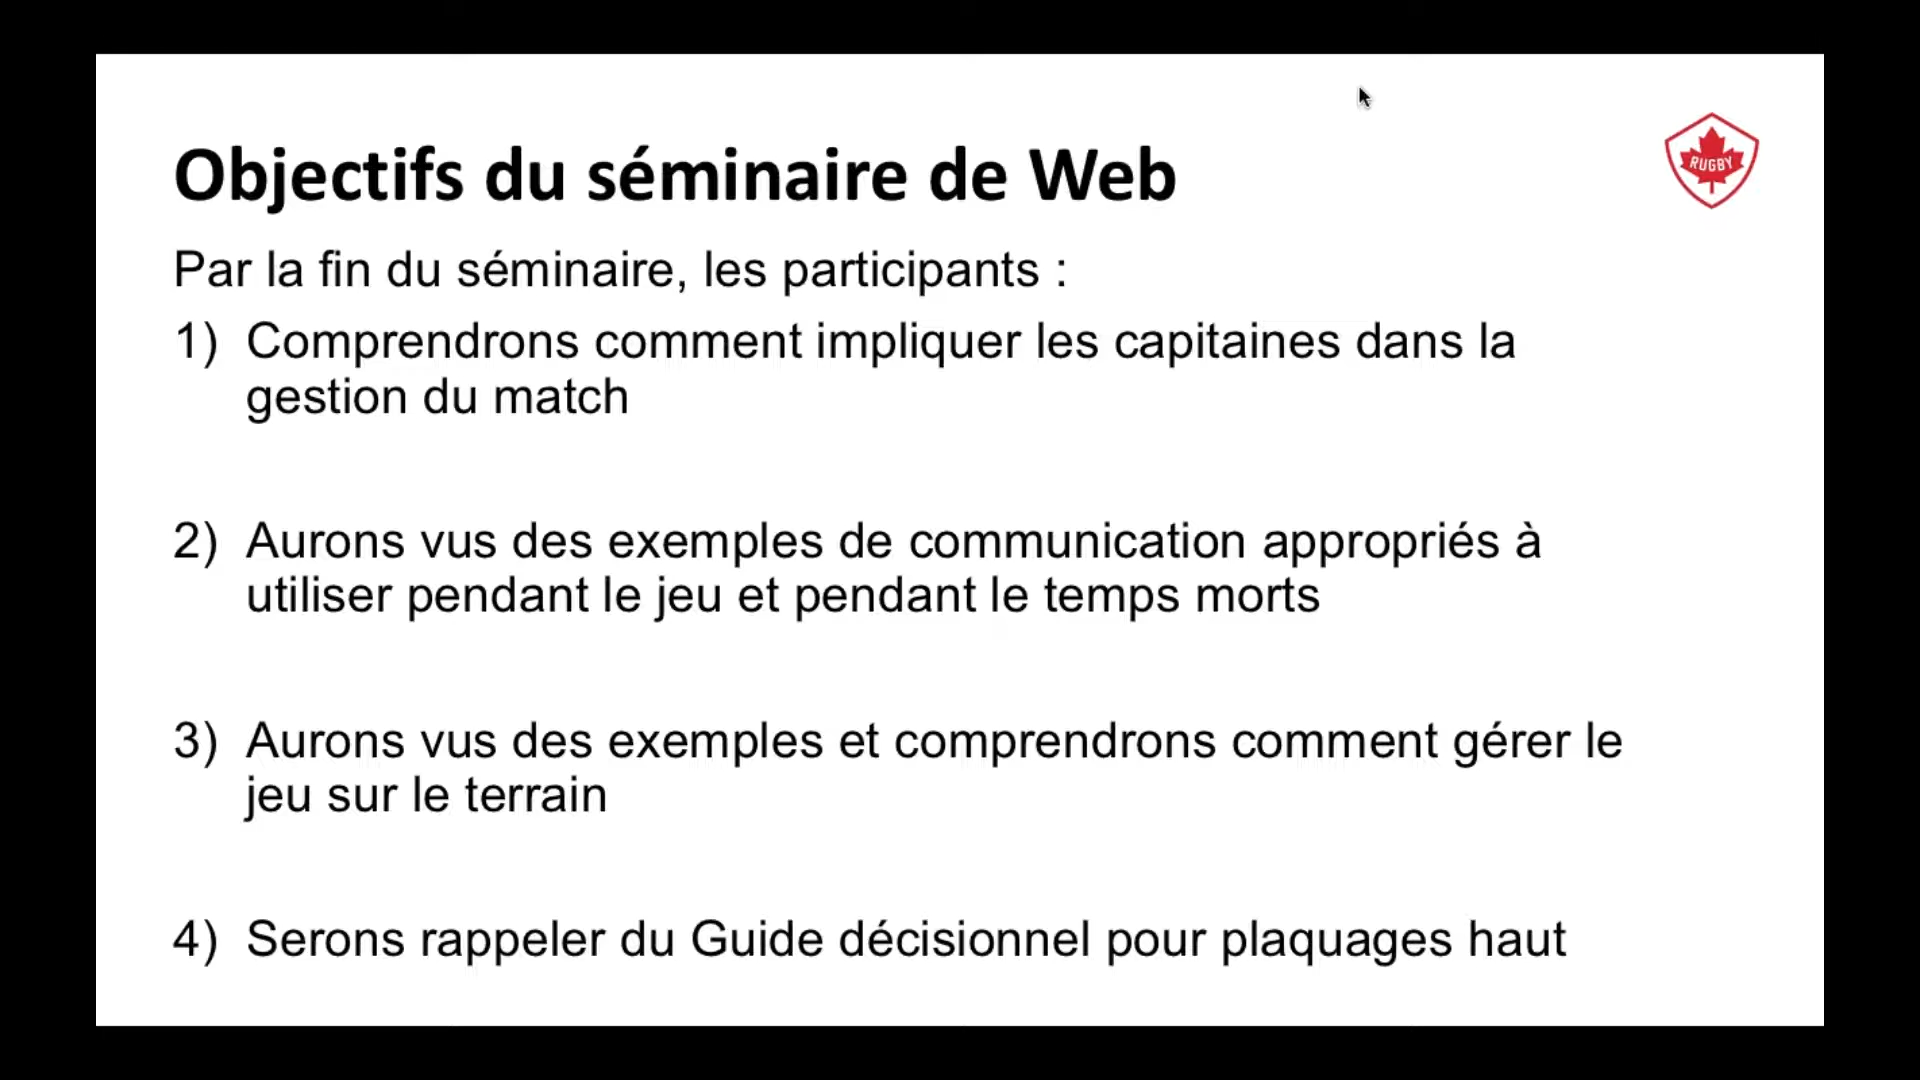 Objectifs du séminaire de Web
RUGBY
Par la fin du séminaire, les participants :
1) Comprendrons comment impliquer les capitaines dans la
gestion du match
2) Aurons vus des exemples de communication appropriés à
utiliser pendant le jeu et pendant le temps morts
3) Aurons vus des exemples et comprendrons comment gérer le
jeu sur le terrain
4) Serons rappeler du Guide décisionnel pour plaquages haut